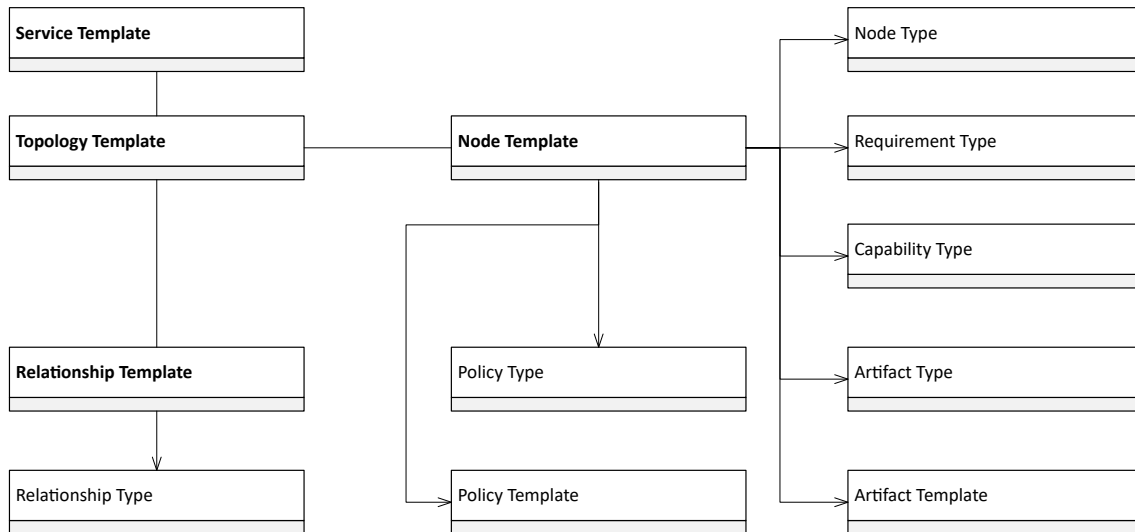 Service Template
Node Type
Topology Template
Node Template
Requirement Type
Capability Type
Relationship Template
Policy Type
Artifact Type
Relationship Type
Policy Template
Artifact Template